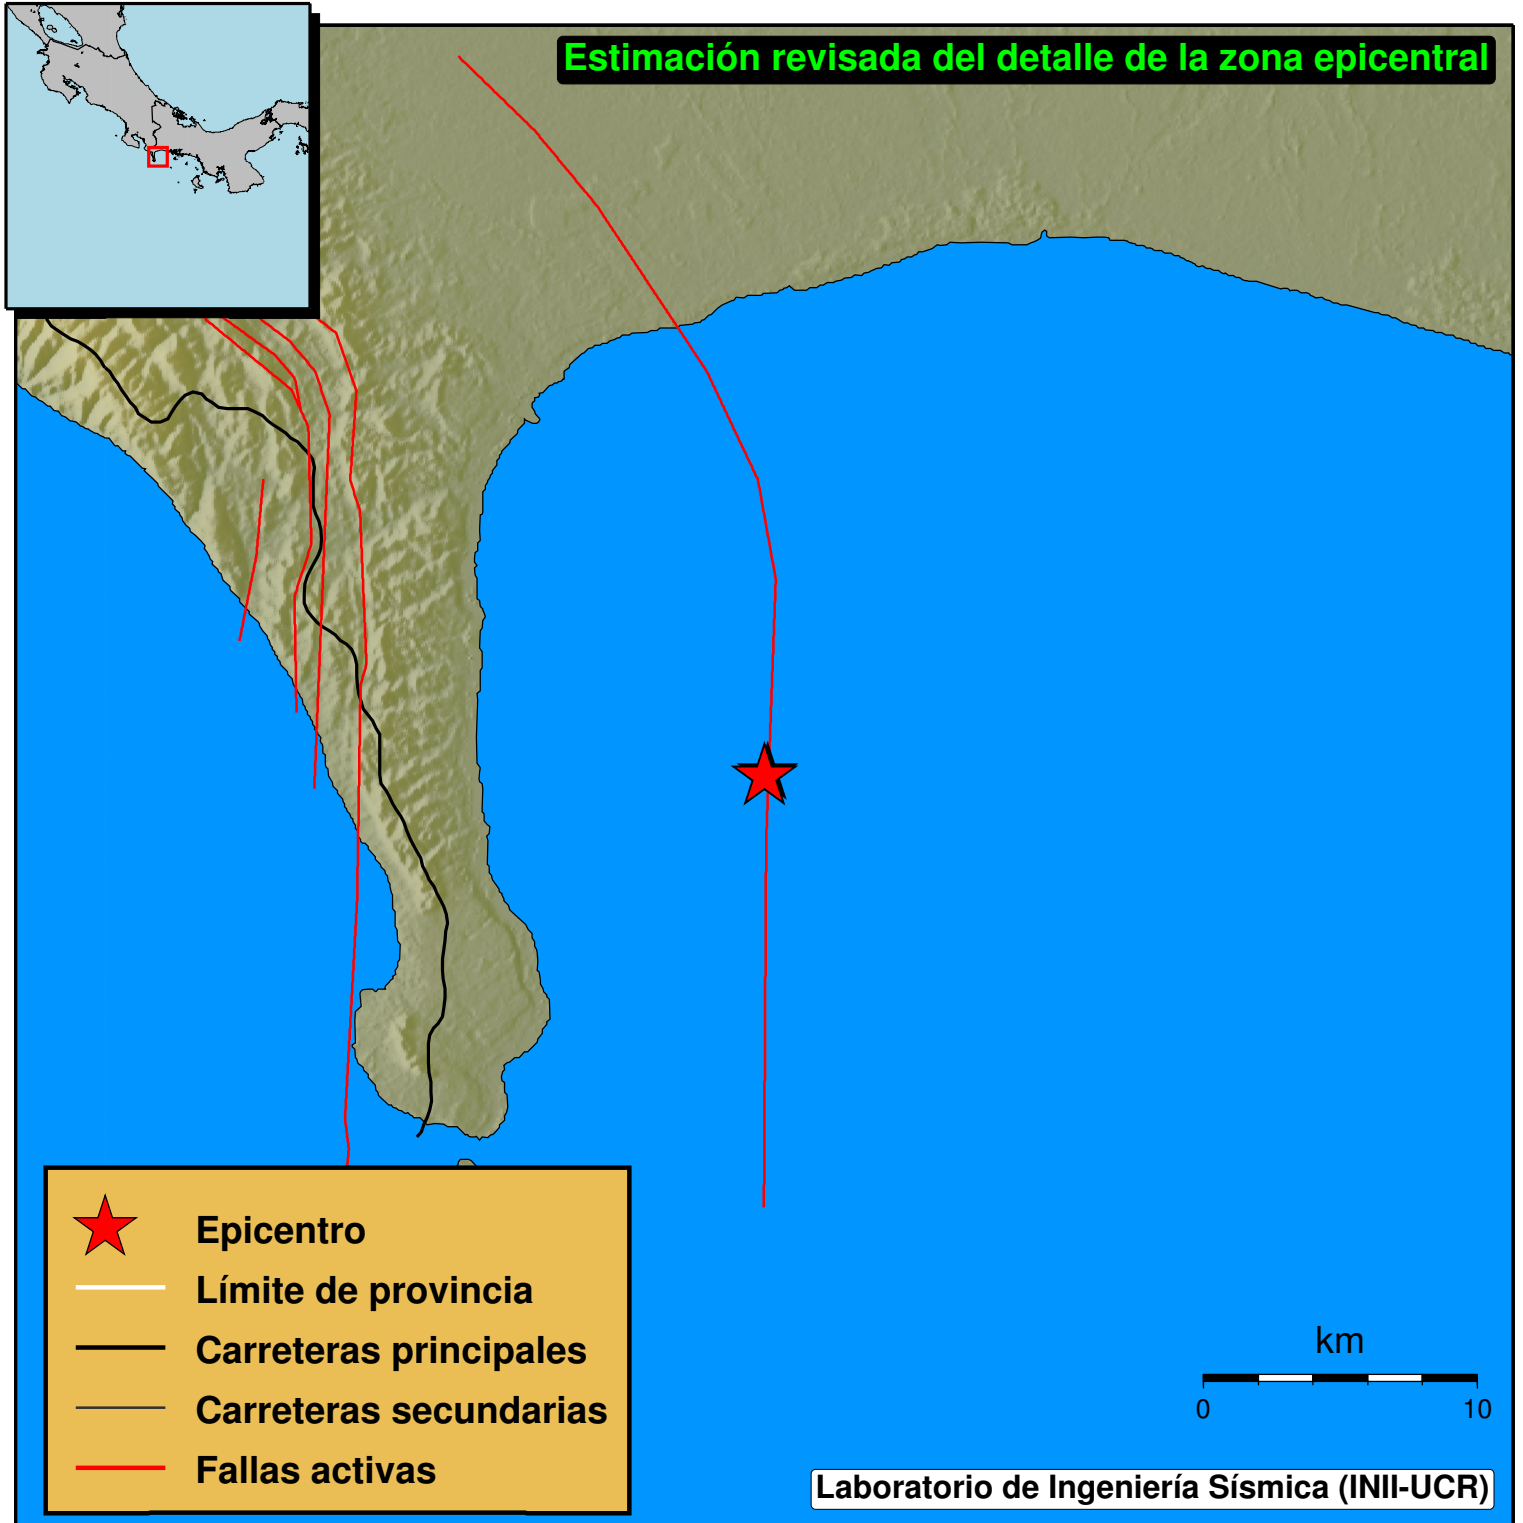 Estimación revisada del detalle de la zona epicentral
Epicentro
Límite de provincia
Carreteras principales
Carreteras secundarias
Fallas activas
km
0 10
Laboratorio de Ingeniería Sísmica (INII-UCR)